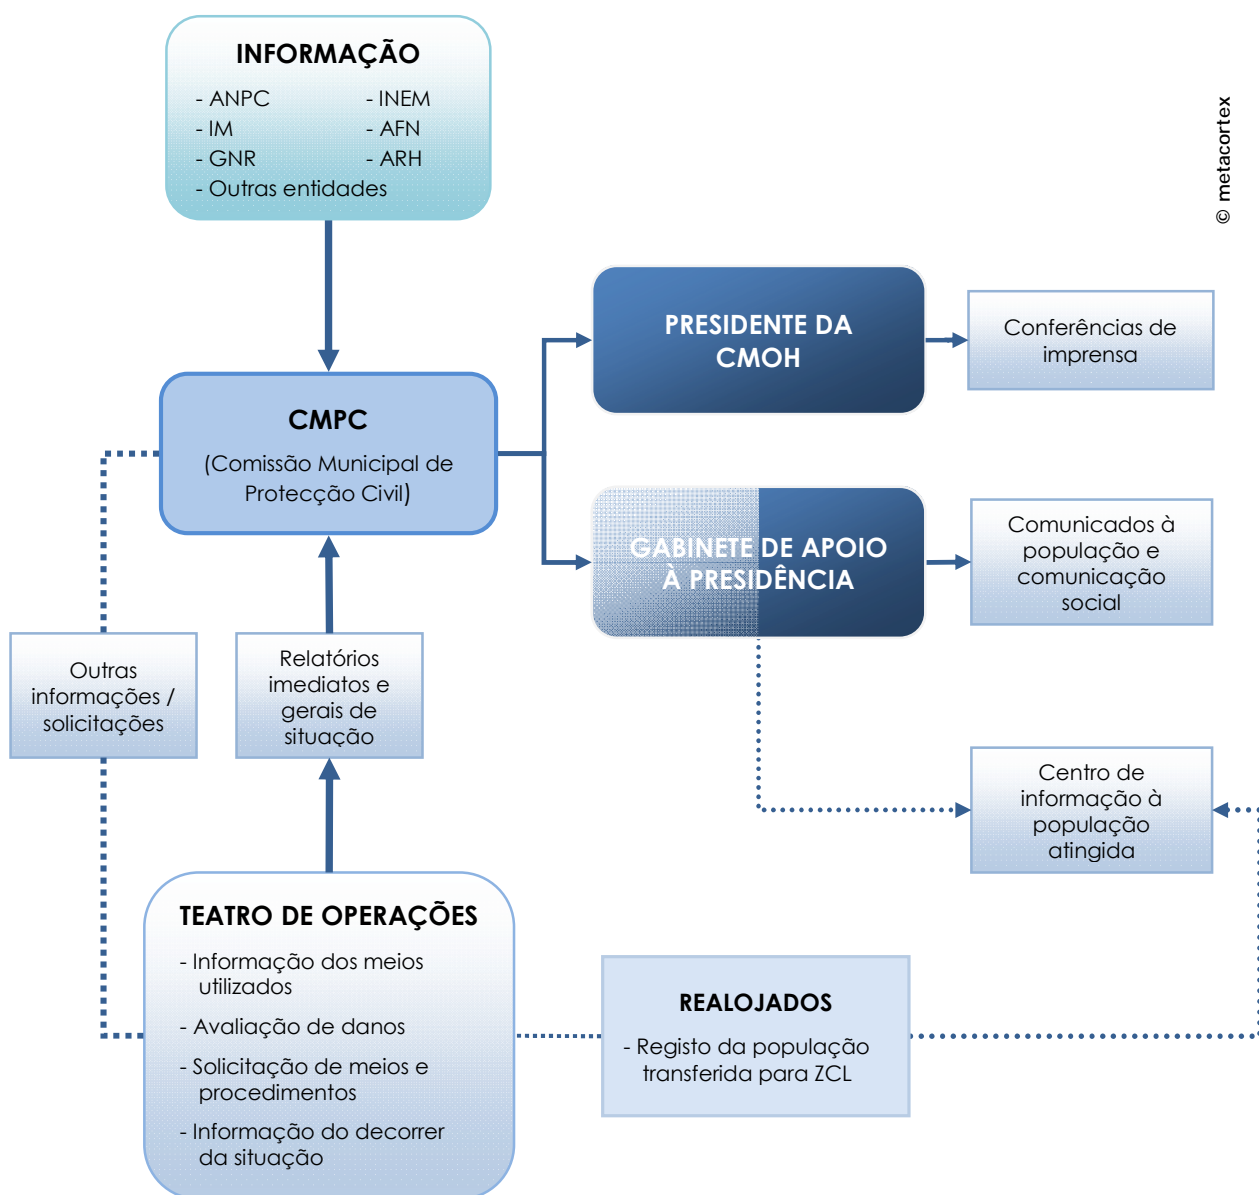 INFORMAÇÃO
- ANPC
- INEM
- IM
- AFN
- GNR
- ARH
- Outras entidades
© metacortex
PRESIDENTE DA
CMOH
Conferências de
imprensa
CMPC
(Comissão Municipal de
Protecção Civil)
GABINETE DE APOIO
À PRESIDÊNCIA
Comunicados à
população e
comunicação
social
Outras
informações /
solicitações
Relatórios
imediatos e
gerais de
situação
Centro de
informação à
população
atingida
TEATRO DE OPERAÇÕES
- Informação dos meios
utilizados
- Avaliação de danos
- Solicitação de meios e
procedimentos
- Informação do decorrer
da situação
REALOJADOS
- Registo da população
transferida para ZCL